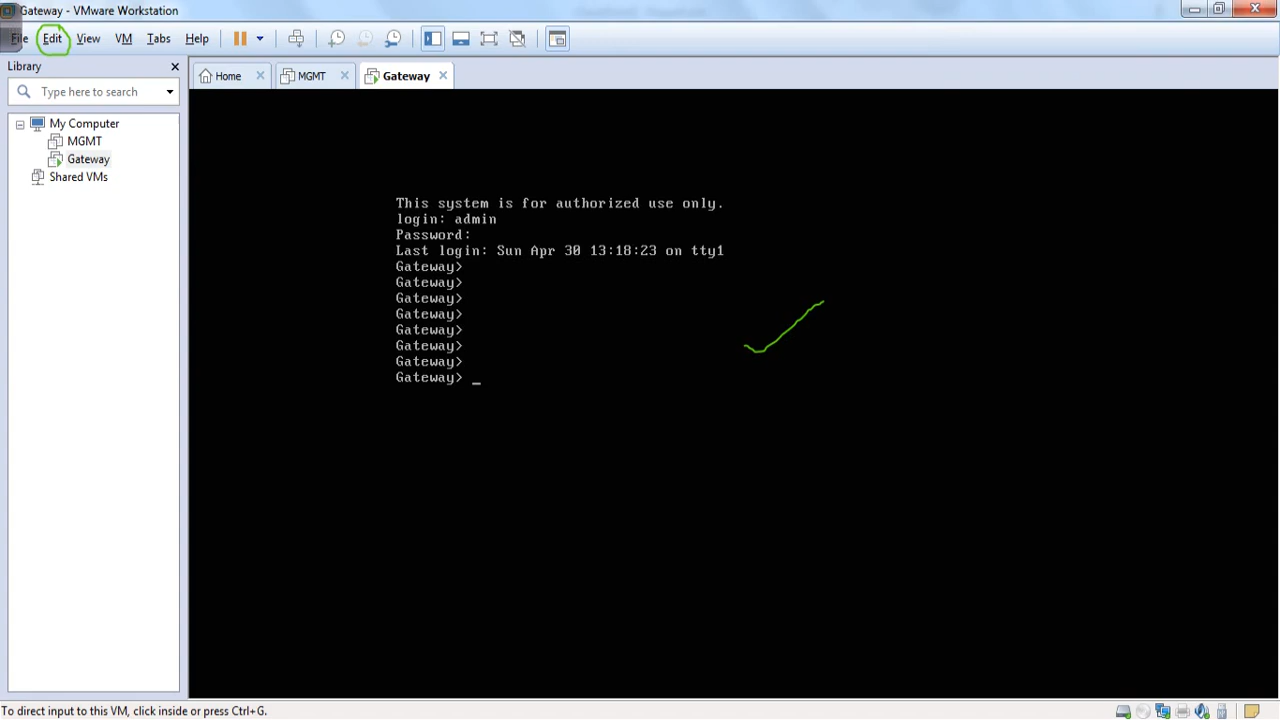 Gateway - VMware Workstation
File Edit View VM Tabs Help
Library
Type here to search
Home MGMT Gateway
My Computer
MGMT
Gateway
Shared VMs
This system is for authorized use only.
login: admin
Password:
Last login: Sun Apr 30 13:18:23 on tty1
Gateway>
Gateway>
Gateway>
Gateway>
Gateway>
Gateway>
Gateway>
Gateway> _
To direct input to this VM, click inside or press Ctrl+G.